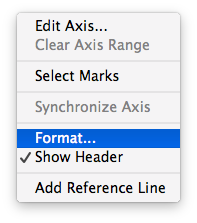 Edit Axis...
Clear Axis Range
Select Marks
Synchronize Axis
Format...
✓ Show Header
Add Reference Line